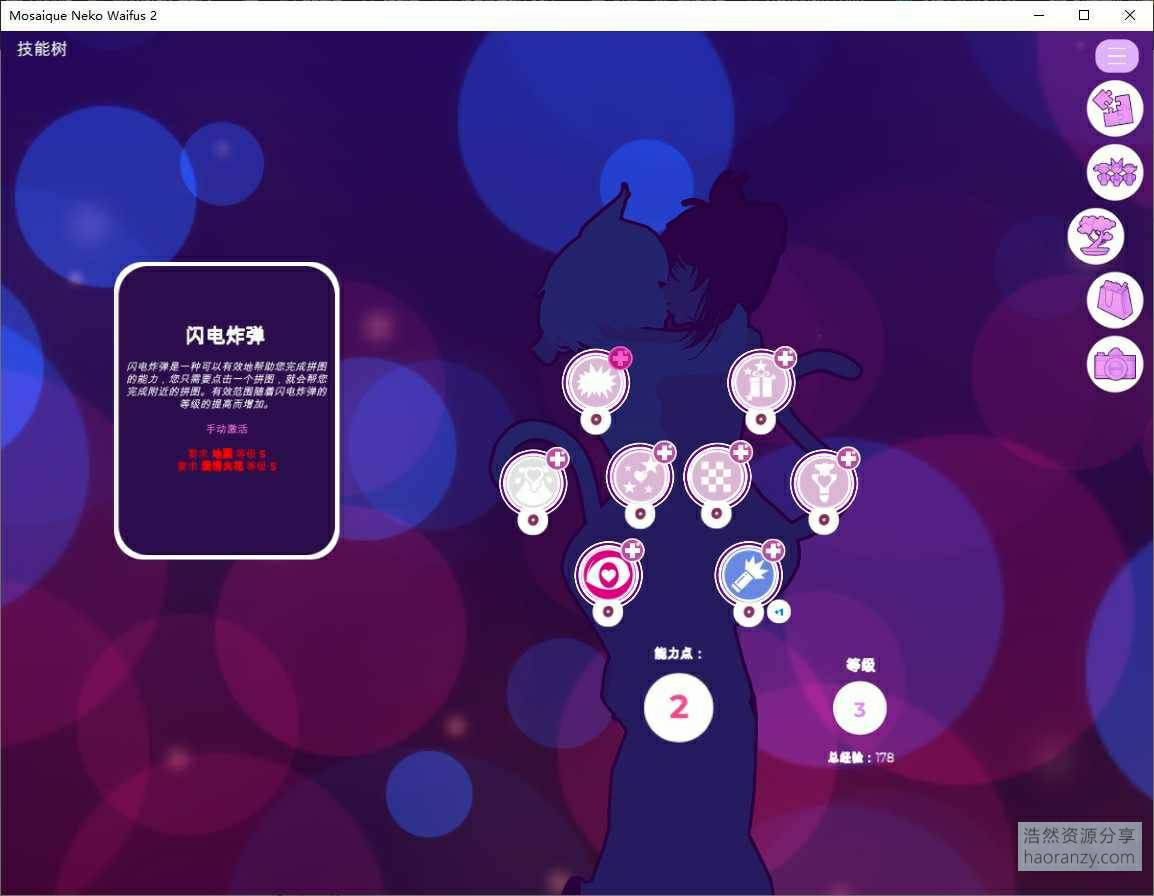 Mosaique Neko Waifus 2
技能树
闪电炸弹
闪电炸弹是一种可以有效地帮助您完成拼图
的能力，您只需要点击一个拼图，就会帮您
完成附近的拼图。有效范围随着闪电炸弹的
等级的提高而增加。
手动激活
要求 地图 等级 5
要求 等级 5
0
0
0
0
0
0
0
0
+1
能力点：
2
等级
3
总经验：178
浩然资源分享
haoranzy.com